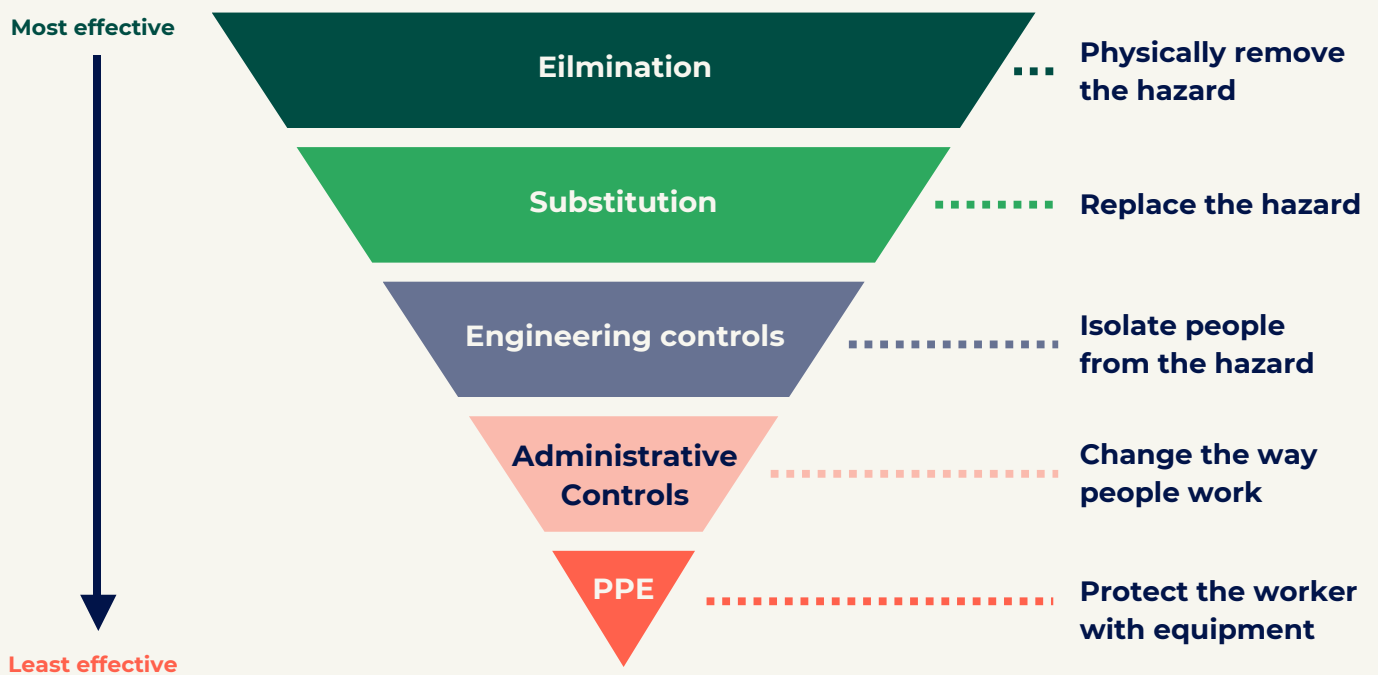 Most effective
Eilmination
Physically remove
the hazard
Substitution
Replace the hazard
Engineering controls
Isolate people
from the hazard
Administrative
Controls
Change the way
people work
PPE
Protect the worker
with equipment
Least effective